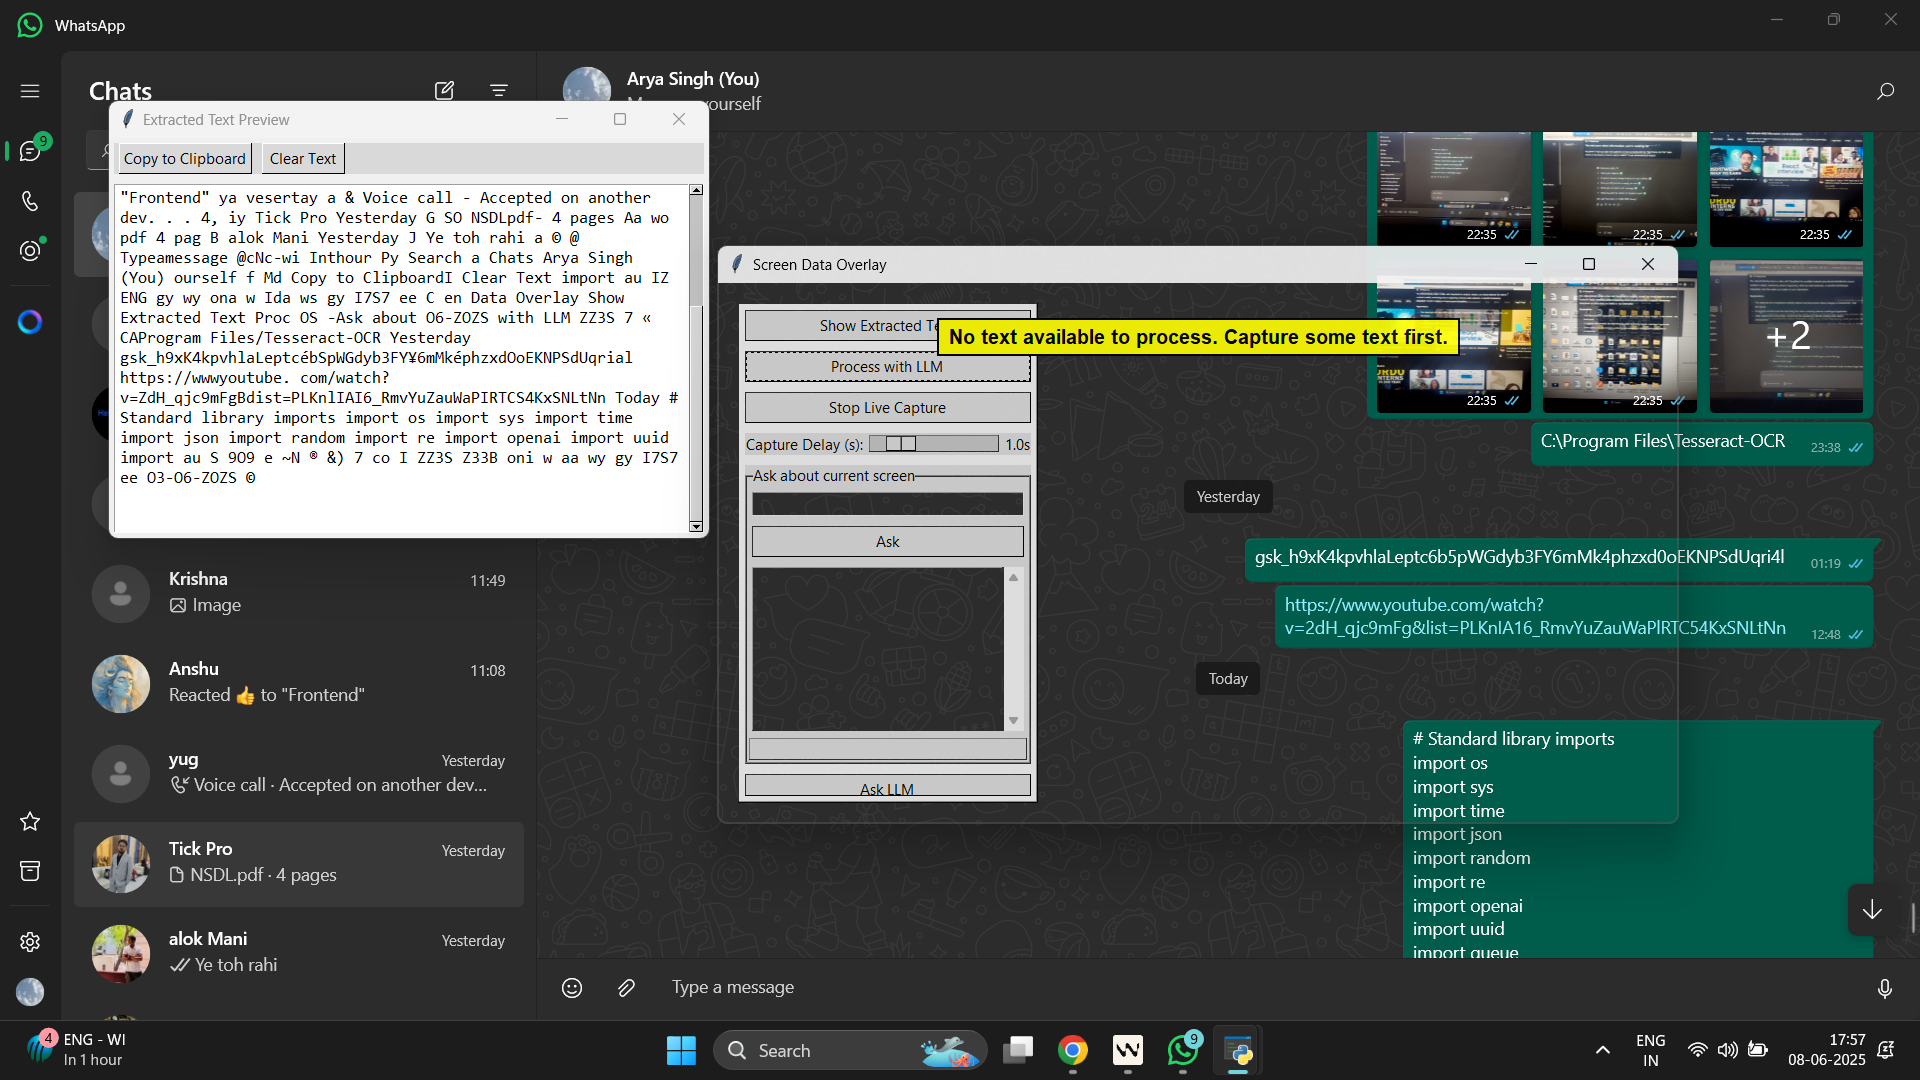 WhatsApp
Chats
9
Arya Singh (You)
yourself
Extracted Text Preview
Copy to Clipboard
Clear Text
"Frontend" ya vesertay a & Voice call - Accepted on another
dev. . . 4, iy Tick Pro Yesterday G SO NSDLpdf- 4 pages Aa wo
pdf 4 pag B alok Mani Yesterday J Ye toh rahi a © @
Typeamessage @cNc-wi Inthour Py Search a Chats Arya Singh
(You) ourself f Md Copy to ClipboardI Clear Text import au IZ
ENG gy wy ona w Ida ws gy I7S7 ee C en Data Overlay Show
Extracted Text Proc OS -Ask about O6-ZOZS with LLM ZZ3S 7 «
CAProgram Files/Tesseract-OCR Yesterday
gsk_h9xK4kpvhlaLeptcébSpWGdyb3FY¥6mMképhzxdOoEKNPSdUqrial
https://wwwyoutube. com/watch?
v=ZdH_qjc9mFgBdist=PLKnlIAI6_RmvYuZauWaPIRTCS4KxSNLtNn Today #
Standard library imports import os import sys import time
import json import random import re import openai import uuid
import au S 9O9 e ~N ® &) 7 co I ZZ3S Z33B oni w aa wy gy I7S7
ee O3-O6-ZOZS ©
Krishna
11:49
Image
Anshu
11:08
Reacted 👍 to "Frontend"
yug
Yesterday
Voice call · Accepted on another dev...
Tick Pro
Yesterday
NSDL.pdf · 4 pages
alok Mani
Yesterday
Ye toh rahi
Screen Data Overlay
Show Extracted Te
No text available to process. Capture some text first.
Process with LLM
Stop Live Capture
Capture Delay (s):
1.0s
Ask about current screen
Ask
Ask LLM
22:35
22:35
22:35
22:35
22:35
+2
C:\Program Files\Tesseract-OCR
23:38
Yesterday
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
01:19
https://www.youtube.com/watch?
v=2dH_qjc9mFg&list=PLKnIA16_RmvYuZauWaPlRTC54KxSNLtNn
12:48
Today
# Standard library imports
import os
import sys
import time
import json
import random
import re
import openai
import uuid
import queue
Type a message
4
ENG - WI
In 1 hour
Search
9
ENG
IN
17:57
08-06-2025